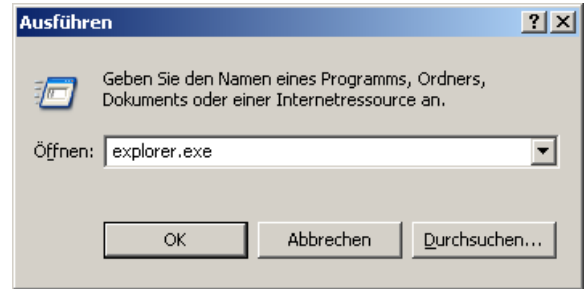 Ausführen
Geben Sie den Namen eines Programms, Ordners,
Dokuments oder einer Internetressource an.
Öffnen: explorer.exe
OK Abbrechen Durchsuchen...